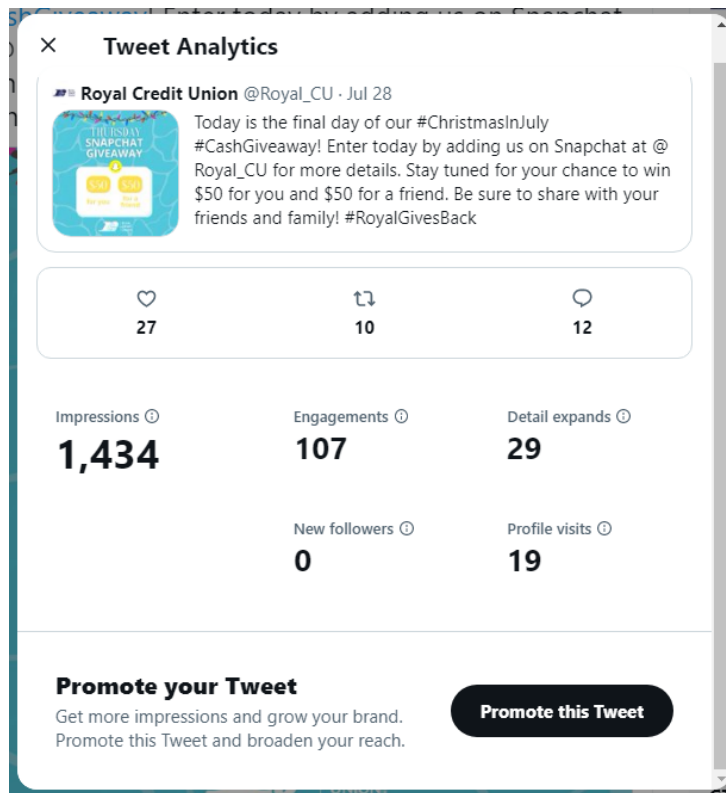 Tweet Analytics
Royal Credit Union @Royal_CU · Jul 28
THURSDAY
SNAPCHAT
GIVEAWAY
$50 $50
for you for a
friend
Today is the final day of our #ChristmasInJuly
#CashGiveaway! Enter today by adding us on Snapchat at @
Royal_CU for more details. Stay tuned for your chance to win
$50 for you and $50 for a friend. Be sure to share with your
friends and family! #RoyalGivesBack
27 10 12
Impressions Engagements Detail expands
1,434 107 29
New followers Profile visits
0 19
Promote your Tweet
Get more impressions and grow your brand.
Promote this Tweet and broaden your reach.
Promote this Tweet